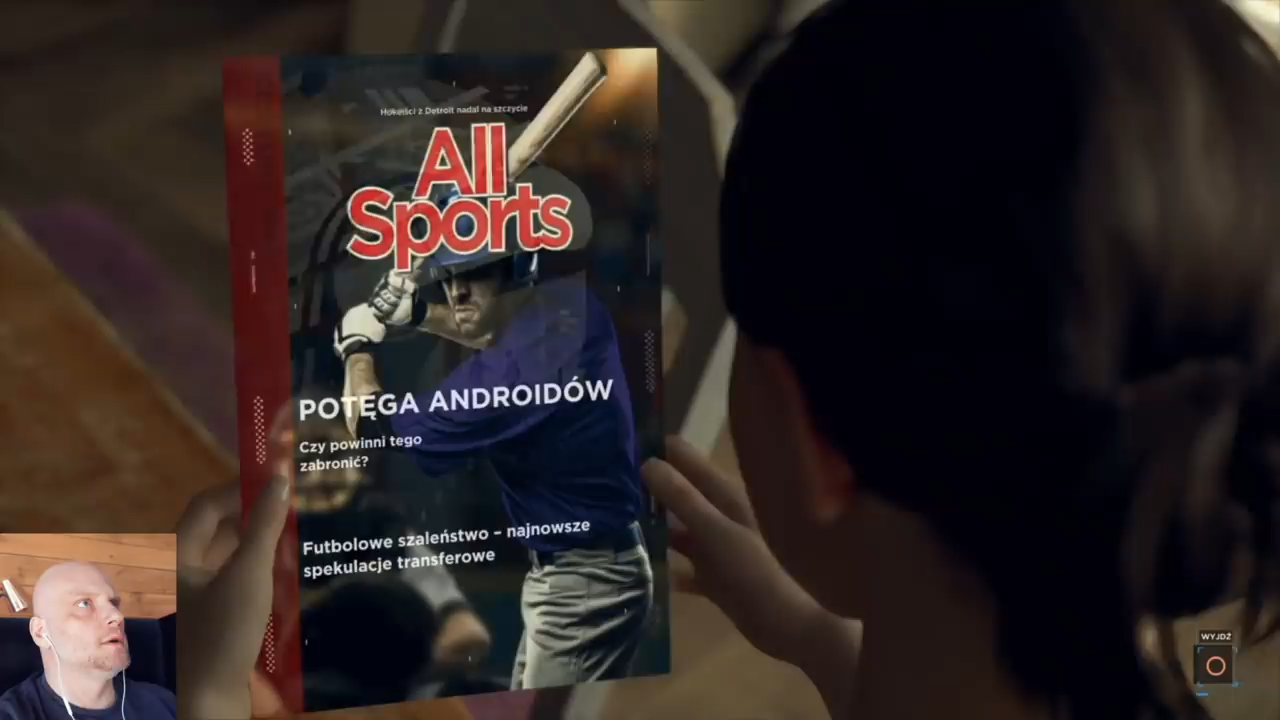 Hokeiści z Detroit nadal na szczycie
All
Sports
POTĘGA ANDROIDÓW
Czy powinni tego
zabronić?
Futbolowe szaleństwo – najnowsze
spekulacje transferowe
WYJDŹ